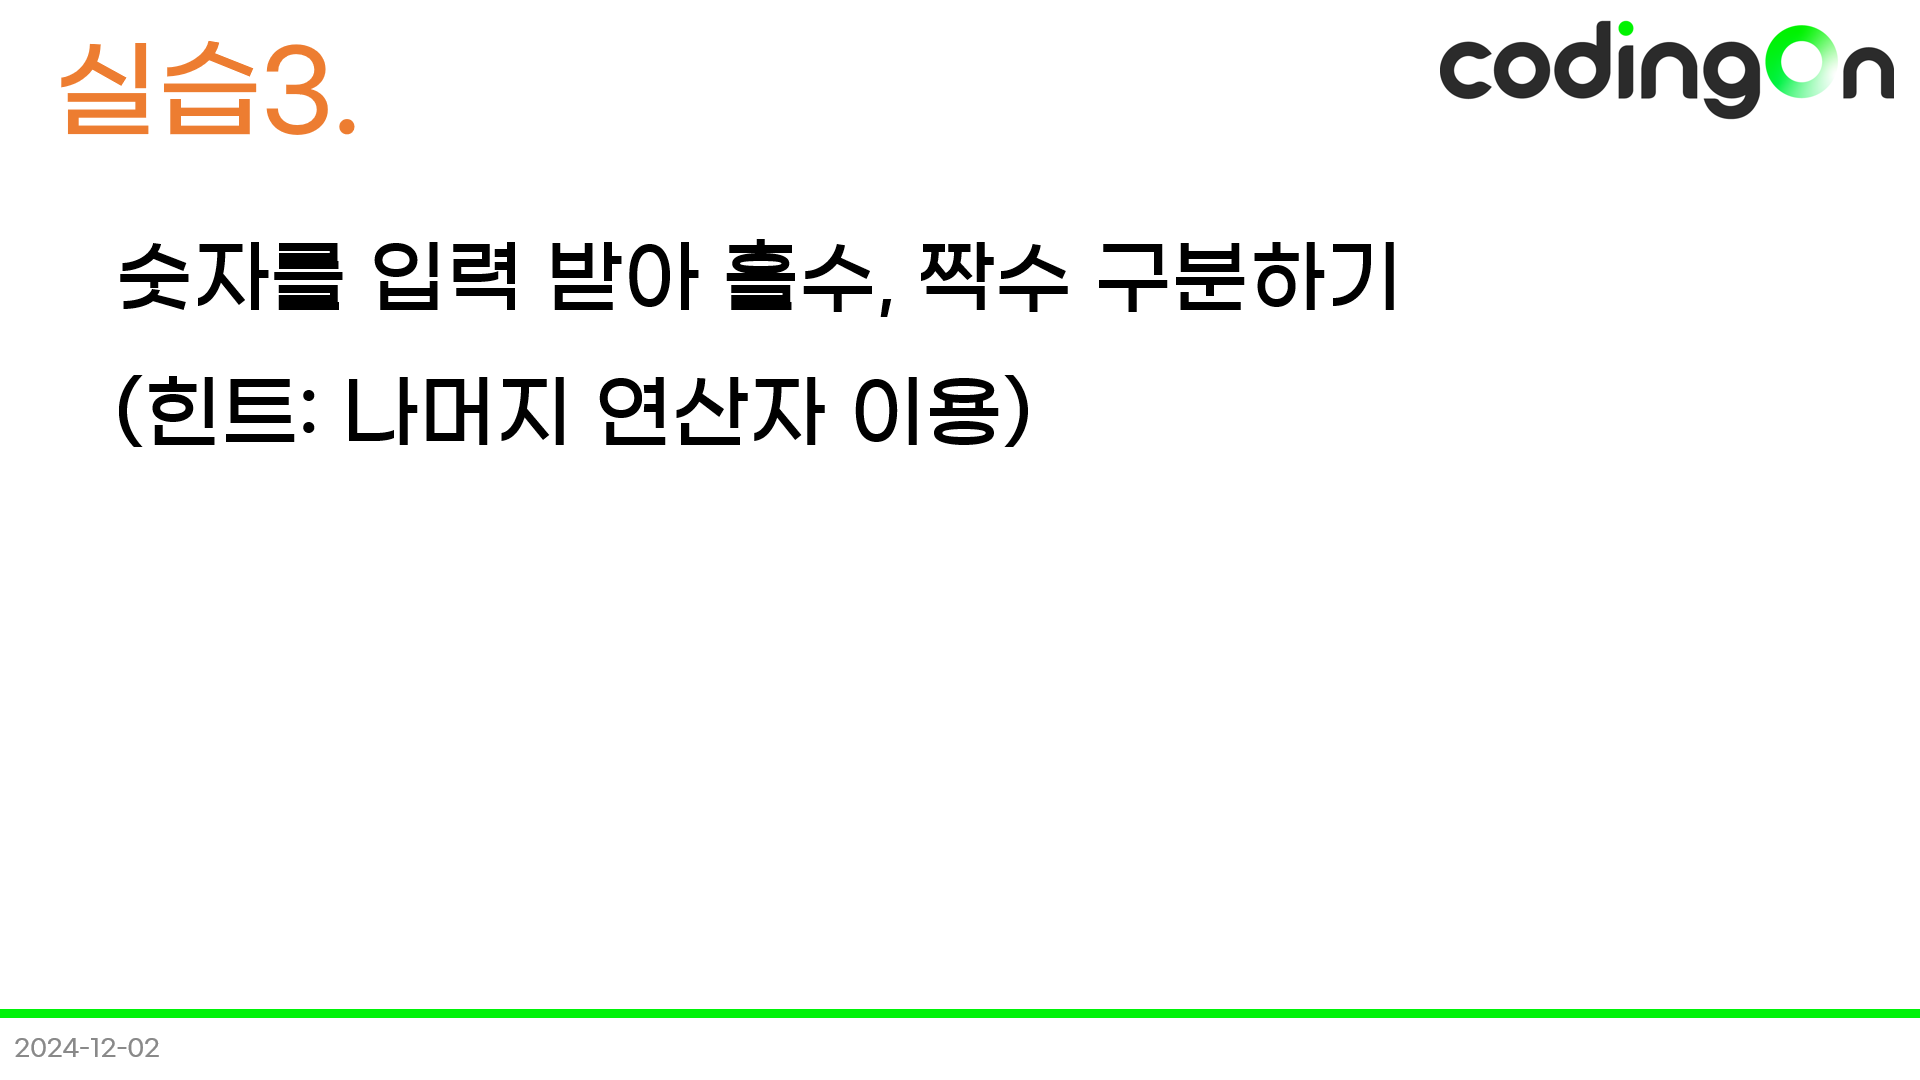 실습3.
codingOn
숫자를 입력 받아 홀수, 짝수 구분하기
(힌트: 나머지 연산자 이용)
2024-12-02